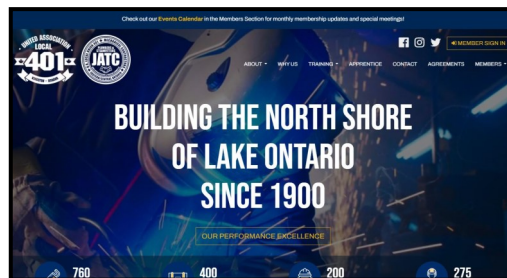 Check out our Events Calendar in the Members Section for monthly membership updates and special meetings!
UNITED ASSOCIATION
LOCAL
401
JATC
MEMBER SIGN IN
ABOUT WHY US TRAINING APPRENTICE CONTACT AGREEMENTS MEMBERS
BUILDING THE NORTH SHORE
OF LAKE ONTARIO
SINCE 1900
OUR PERFORMANCE EXCELLENCE
760 400 200 275